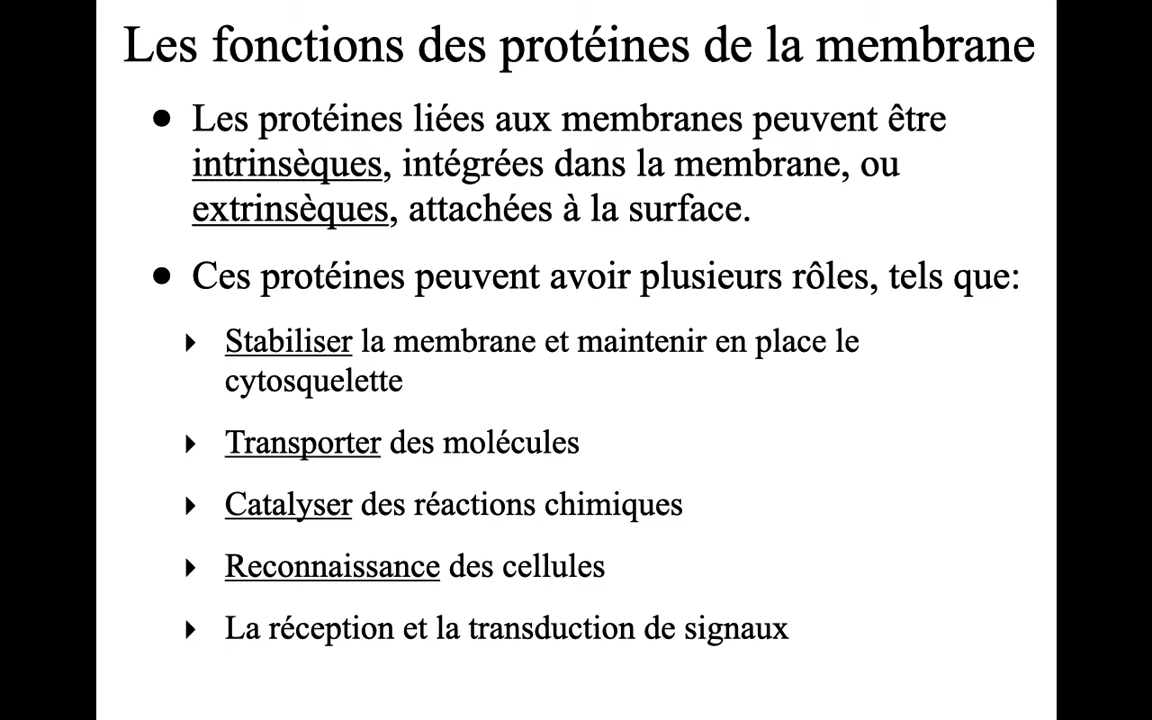 Les fonctions des protéines de la membrane
● Les protéines liées aux membranes peuvent être
intrinsèques, intégrées dans la membrane, ou
extrinsèques, attachées à la surface.
● Ces protéines peuvent avoir plusieurs rôles, tels que:
‣ Stabiliser la membrane et maintenir en place le
cytosquelette
‣ Transporter des molécules
‣ Catalyser des réactions chimiques
‣ Reconnaissance des cellules
‣ La réception et la transduction de signaux